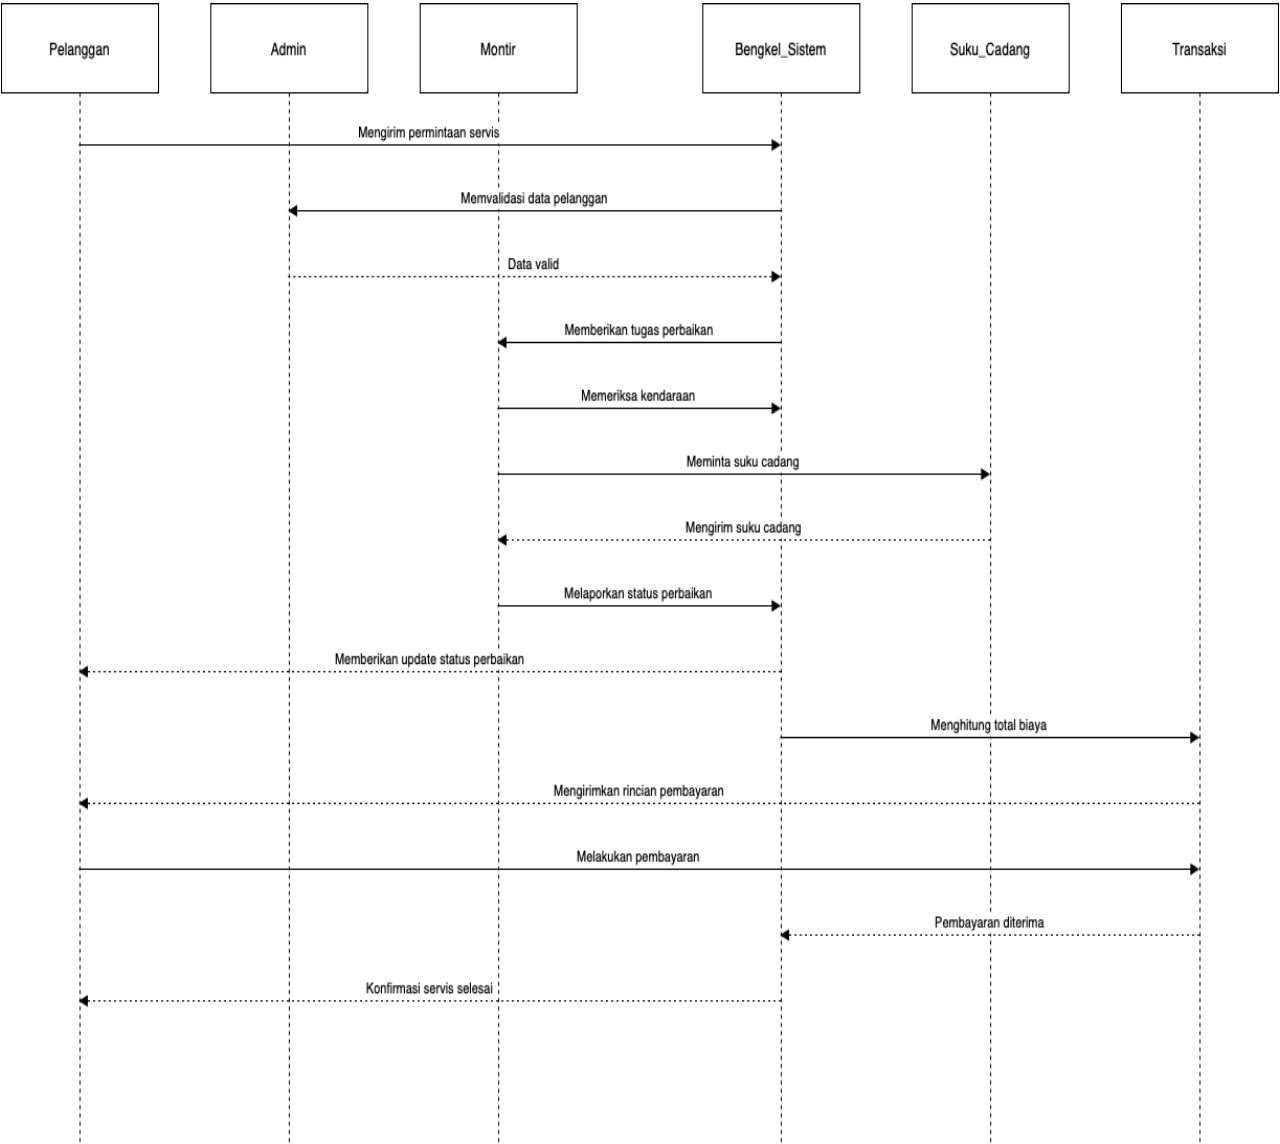 Pelanggan
Admin
Montir
Bengkel_Sistem
Suku_Cadang
Transaksi
Mengirim permintaan servis
Memvalidasi data pelanggan
Data valid
Memberikan tugas perbaikan
Memeriksa kendaraan
Meminta suku cadang
Mengirim suku cadang
Melaporkan status perbaikan
Memberikan update status perbaikan
Menghitung total biaya
Mengirimkan rincian pembayaran
Melakukan pembayaran
Pembayaran diterima
Konfirmasi servis selesai